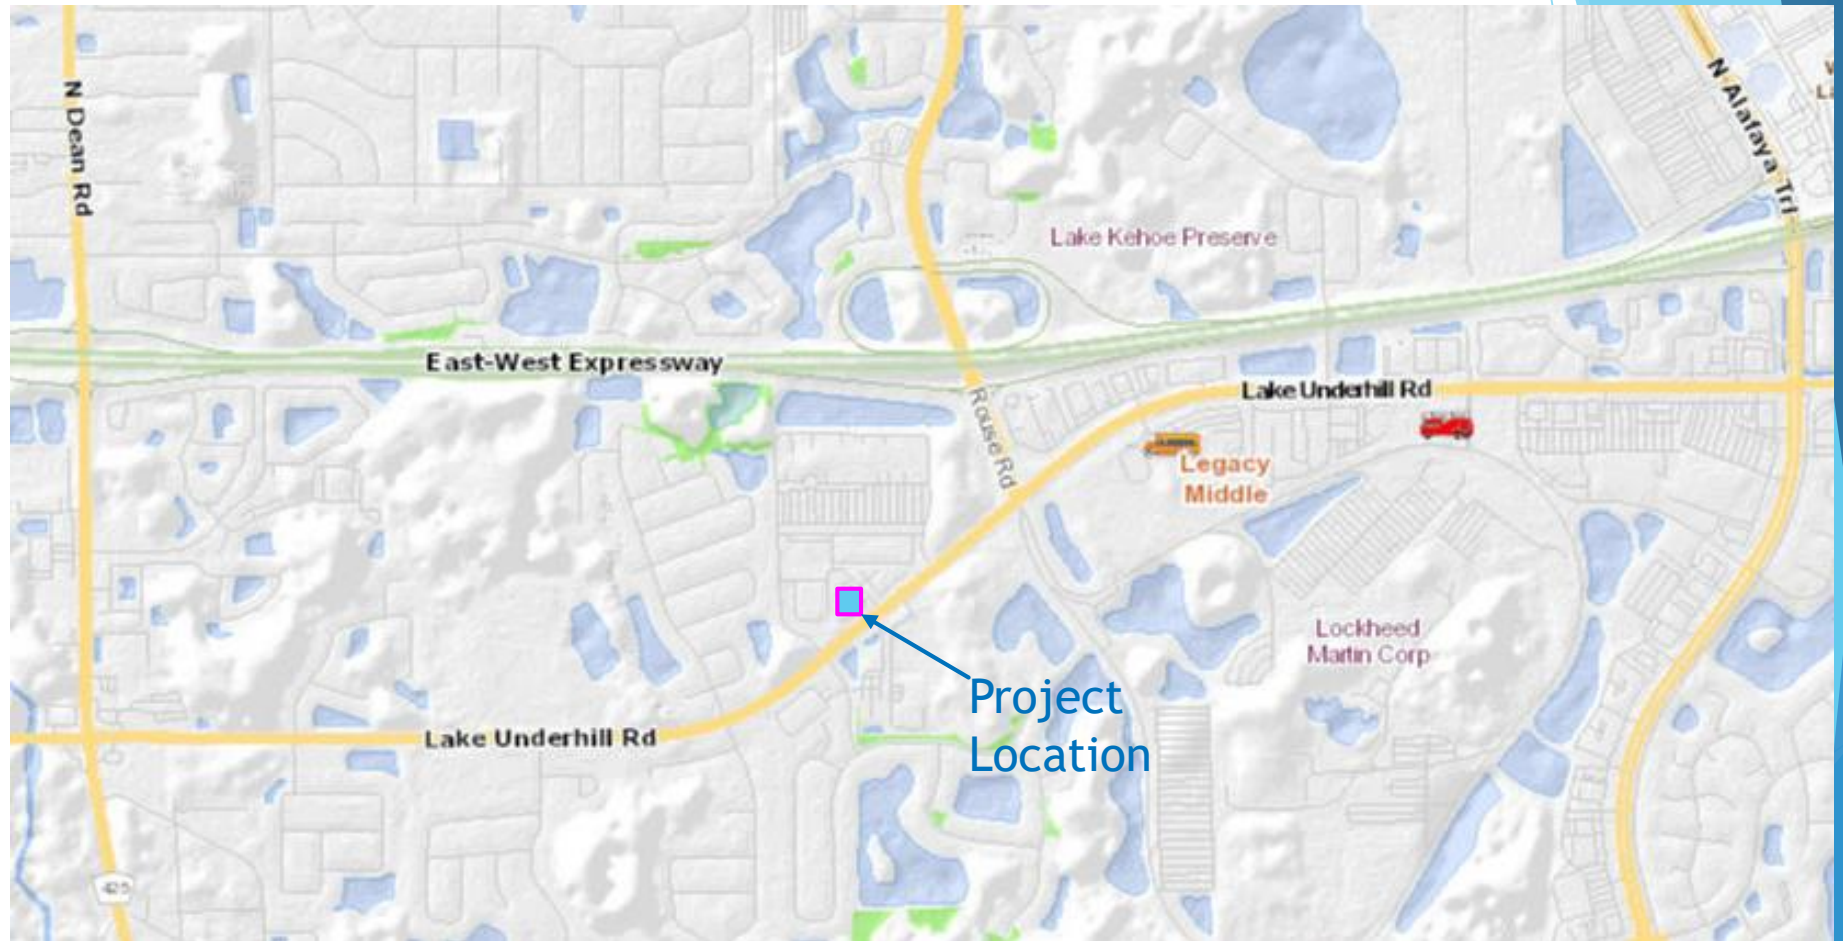 N Dean Rd
N Alafaya Trl
Lake Kehoe Preserve
East-West Expressway
Lake Underhill Rd
Rouse Rd
Legacy
Middle
Lockheed
Martin Corp
Project
Location
Lake Underhill Rd
425